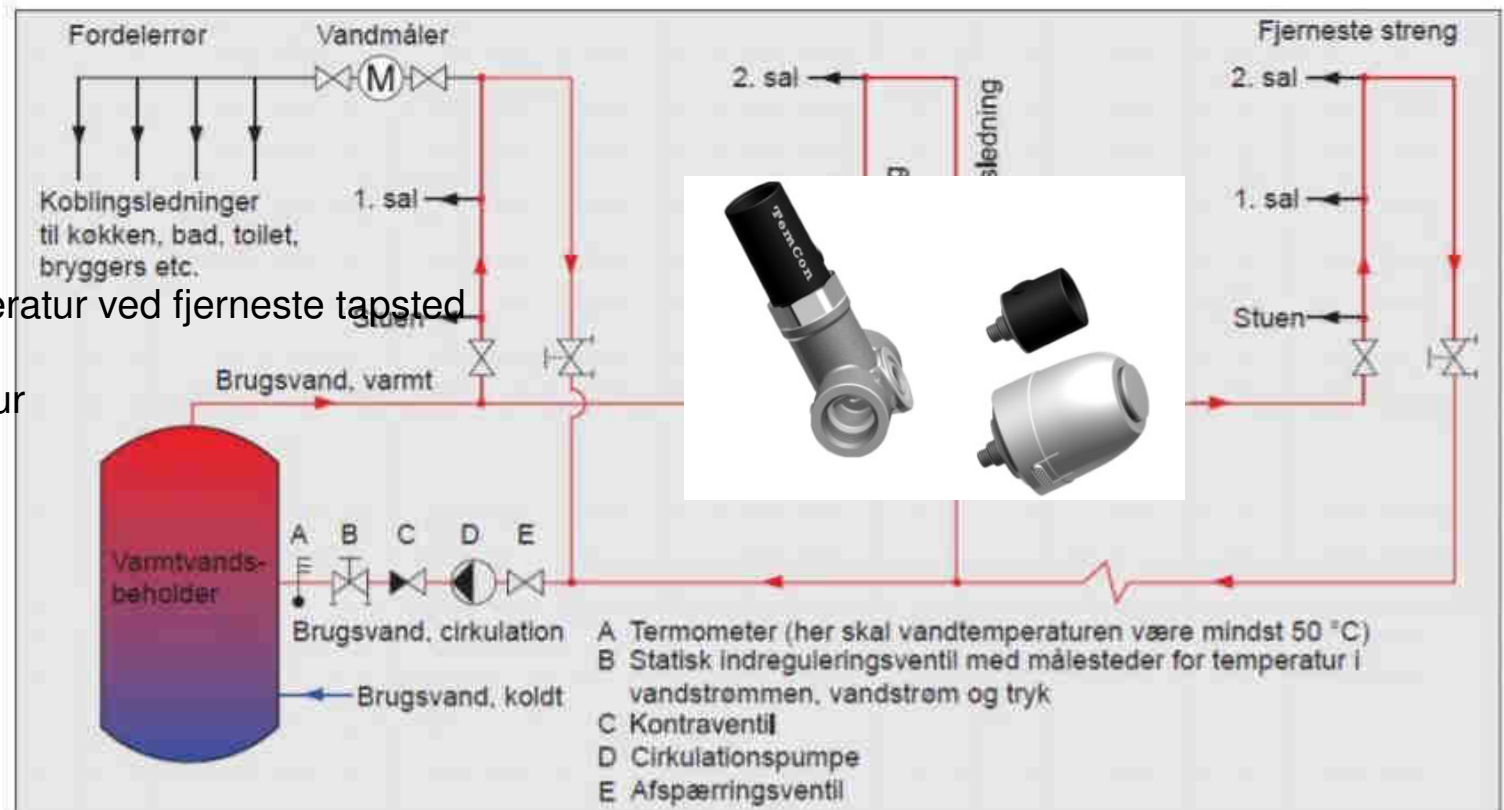 Fordelerrør
Vandmåler
Fjerneste streng
M
2. sal
2. sal
Koblingsledninger
til køkken, bad, toilet,
bryggers etc.
1. sal
1. sal
TemCon
ved fjerneste tapsted
Stuen
Stuen
Brugsvand, varmt
A B C D E
Varmtvands-
beholder
Brugsvand, cirkulation
Brugsvand, koldt
A Termometer (her skal vandtemperaturen være mindst 50 °C)
B Statisk indreguleringsventil med målesteder for temperatur i
vandstrømmen, vandstrøm og tryk
C Kontraventil
D Cirkulationspumpe
E Afspærringsventil